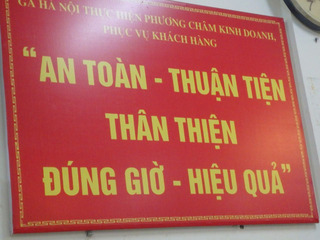 GA HÀ NỘI THỰC HIỆN PHƯƠNG CHÂM KINH DOANH,
PHỤC VỤ KHÁCH HÀNG
“AN TOÀN - THUẬN TIỆN
THÂN THIỆN
ĐÚNG GIỜ - HIỆU QUẢ”